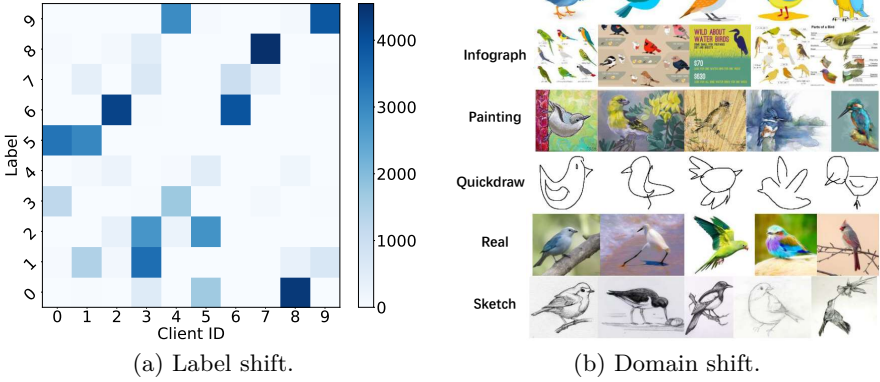 9
8
7
6
5
4
3
2
1
0
Label
0 1 2 3 4 5 6 7 8 9
Client ID
4000
3000
2000
1000
0
(a) Label shift.
Infograph
WILD ABOUT
WATER BIRDS
$70
$630
Painting
Quickdraw
Real
Sketch
(b) Domain shift.